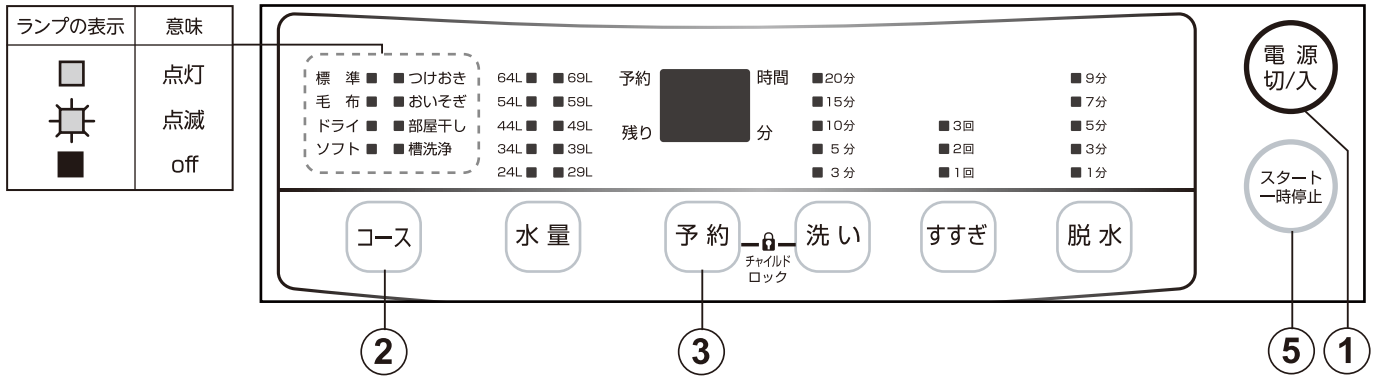 ランプの表示 意味
点灯
点滅
off
標 準 つけおき
毛 布 おいそぎ
ドライ 部屋干し
ソフト 槽洗浄
64L 69L
54L 59L
44L 49L
34L 39L
24L 29L
予約 時間
残り 分
20分
15分
10分
5分
3分
3回
2回
1回
9分
7分
5分
3分
1分
電 源
切/入
スタート
一時停止
コース
水 量
予 約
チャイルド
ロック
洗 い
すすぎ
脱 水
2
3
5
1